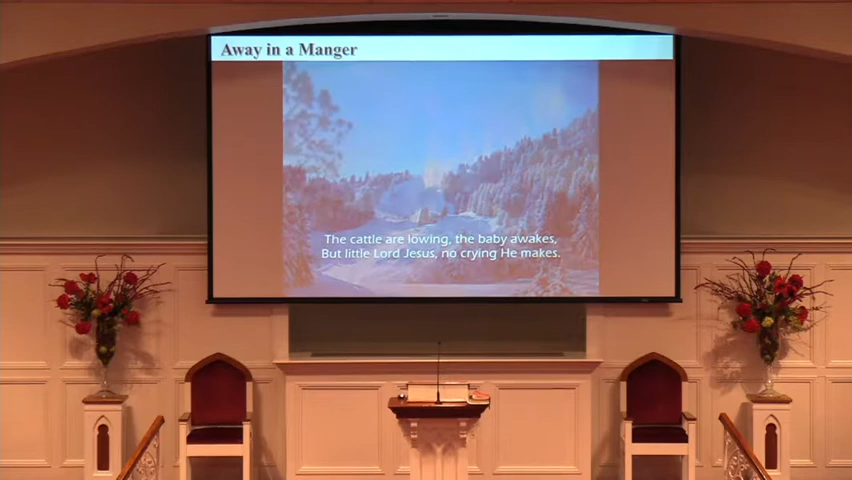 Away in a Manger
The cattle are lowing, the baby awakes,
But little Lord Jesus, no crying He makes.